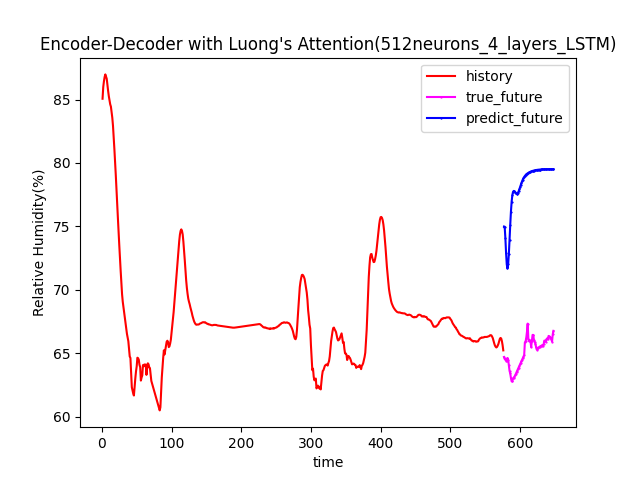 Encoder-Decoder with Luong's Attention(512neurons_4_layers_LSTM)
history
true_future
predict_future
Relative Humidity(%)
85
80
75
70
65
60
0 100 200 300 400 500 600
time